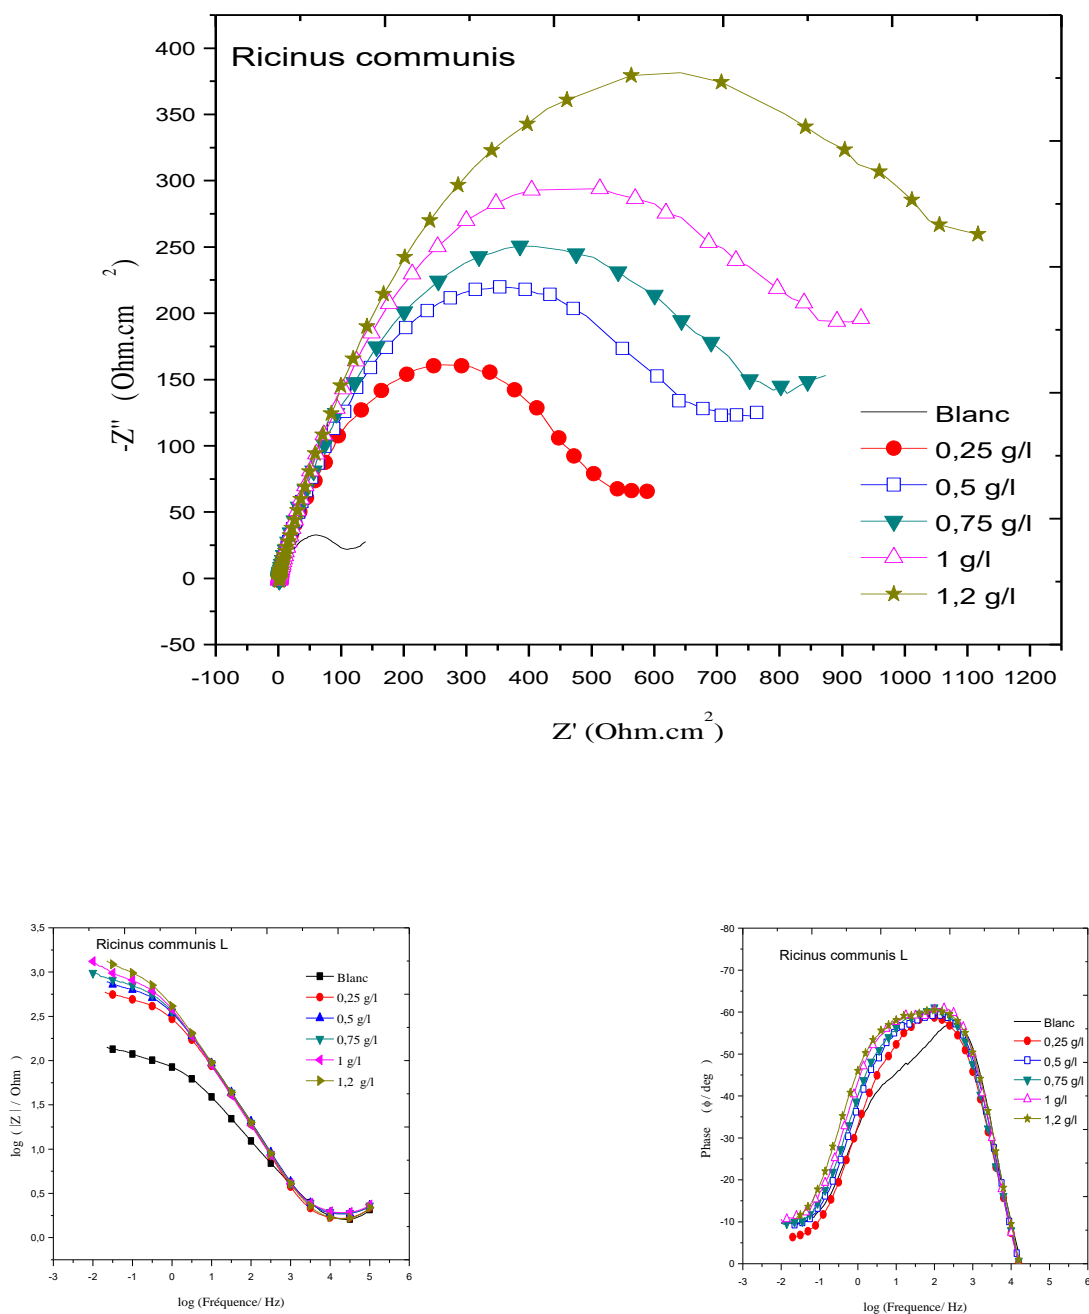 Ricinus communis
400
350
300
250
200
150
100
50
0
-50
-Z" (Ohm.cm²)
Blanc
0,25 g/l
0,5 g/l
0,75 g/l
1 g/l
1,2 g/l
-100 0 100 200 300 400 500 600 700 800 900 1000 1100 1200
Z' (Ohm.cm²)
Ricinus communis L
3,5
3,0
2,5
2,0
1,5
1,0
0,5
0,0
log ( |Z| / Ohm )
Blanc
0,25 g/l
0,5 g/l
0,75 g/l
1 g/l
1,2 g/l
-3 -2 -1 0 1 2 3 4 5 6
log (Fréquence/ Hz)
Ricinus communis L
-80
-70
-60
-50
-40
-30
-20
-10
0
Phase (ϕ/ deg)
Blanc
0,25 g/l
0,5 g/l
0,75 g/l
1 g/l
1,2 g/l
-3 -2 -1 0 1 2 3 4 5 6
log (Frequence/ Hz)